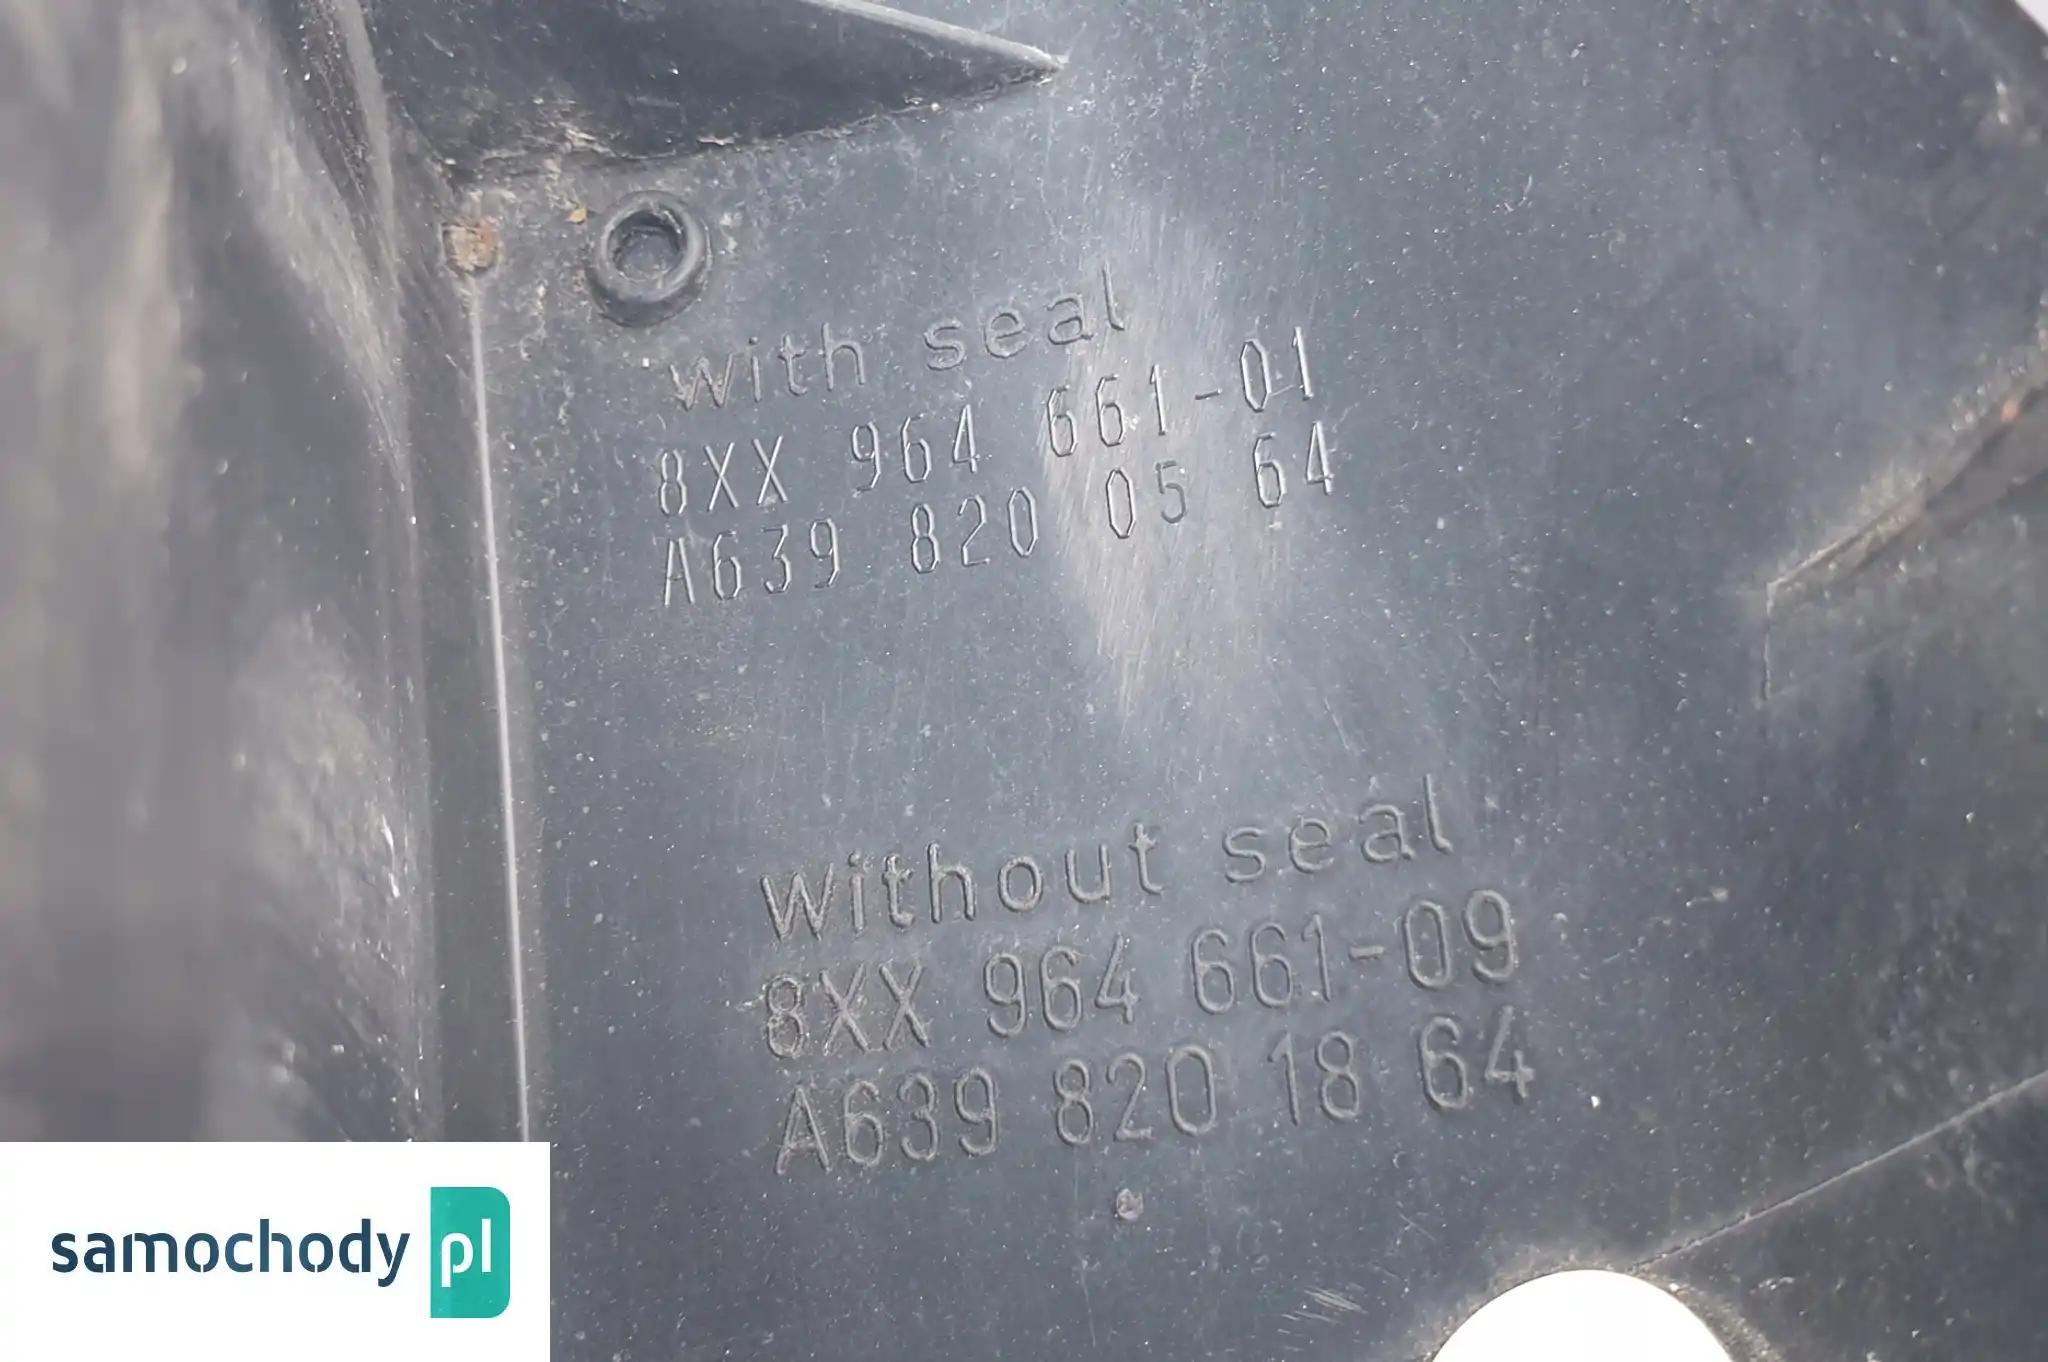 with seal
8XX 964 661-01
A639 820 05 64
without seal
8XX 964 661-09
A639 820 18 64
samochody pl